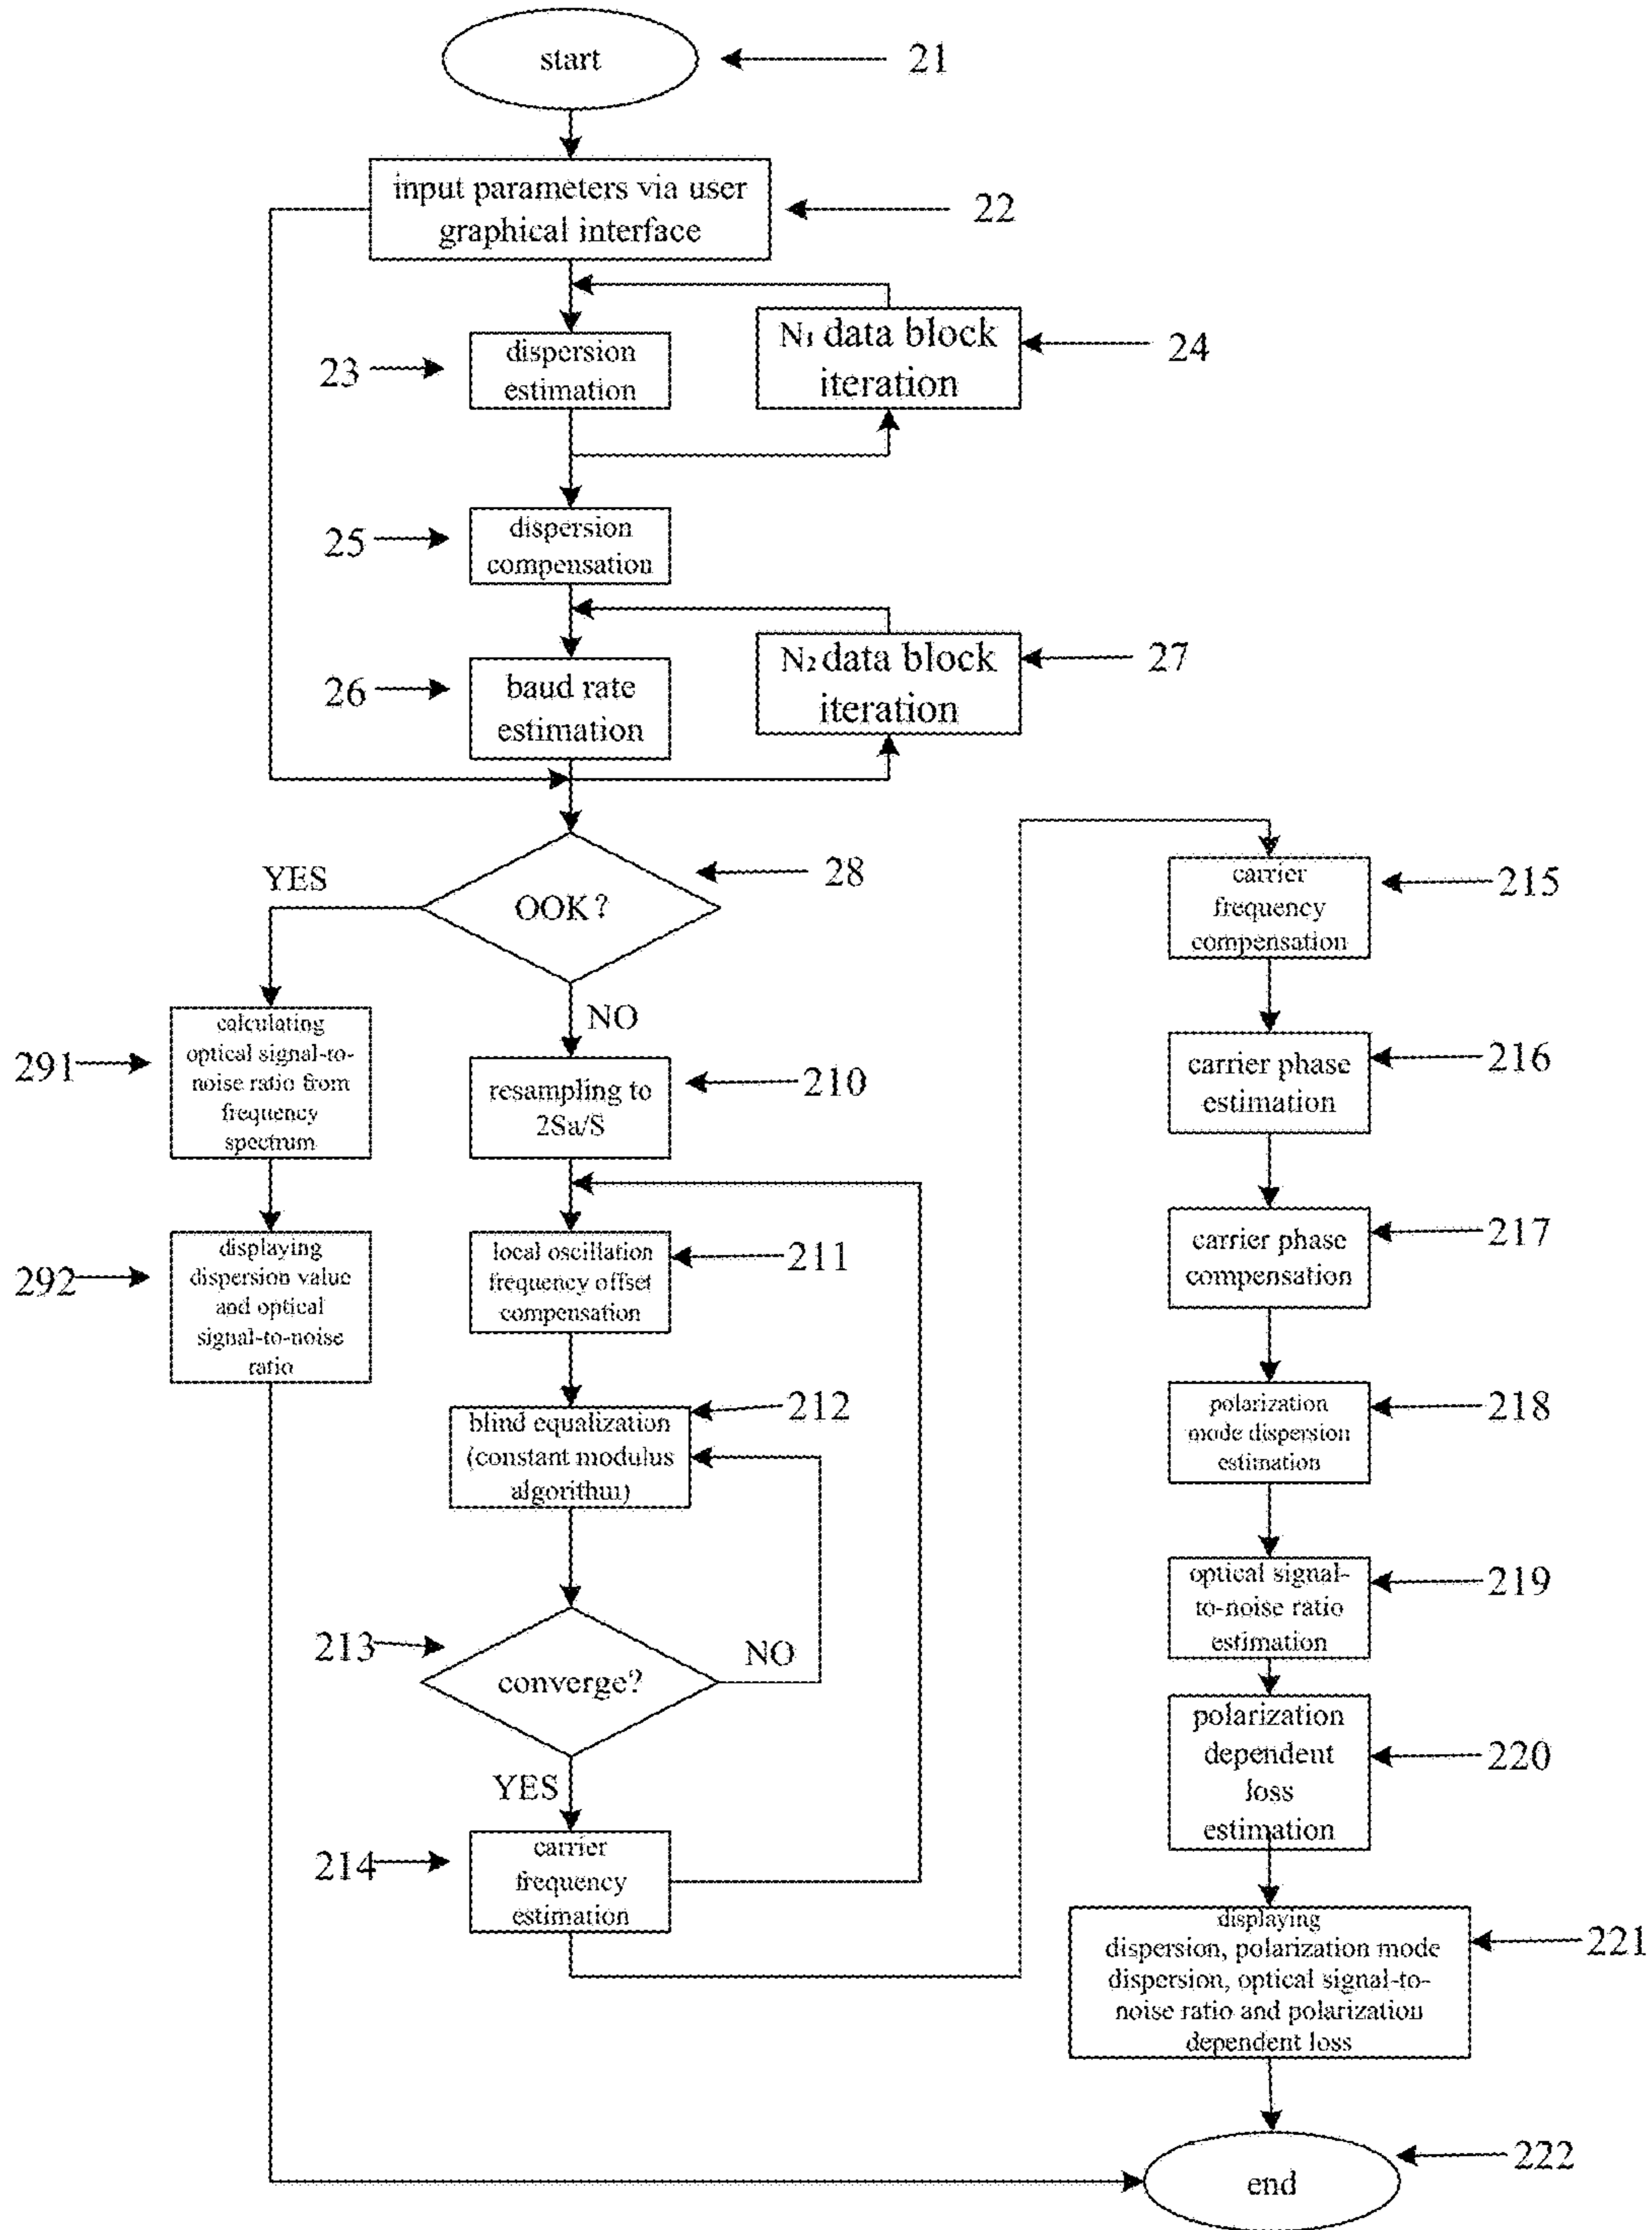 start
21
input parameters via user
graphical interface
22
N1 data block
iteration
24
dispersion
estimation
23
dispersion
compensation
25
N2 data block
iteration
27
baud rate
estimation
26
OOK?
28
YES
NO
calculating
optical signal-to-
noise ratio from
frequency
spectrum
291
displaying
dispersion value
and optical
signal-to-noise
ratio
292
resampling to
2Sa/S
210
local oscillation
frequency offset
compensation
211
blind equalization
(constant modulus
algorithm)
212
converge?
213
NO
YES
carrier
frequency
estimation
214
carrier
frequency
compensation
215
carrier phase
estimation
216
carrier phase
compensation
217
polarization
mode dispersion
estimation
218
optical signal-
to-noise ratio
estimation
219
polarization
dependent
loss
estimation
220
displaying
dispersion, polarization mode
dispersion, optical signal-to-
noise ratio and polarization
dependent loss
221
end
222